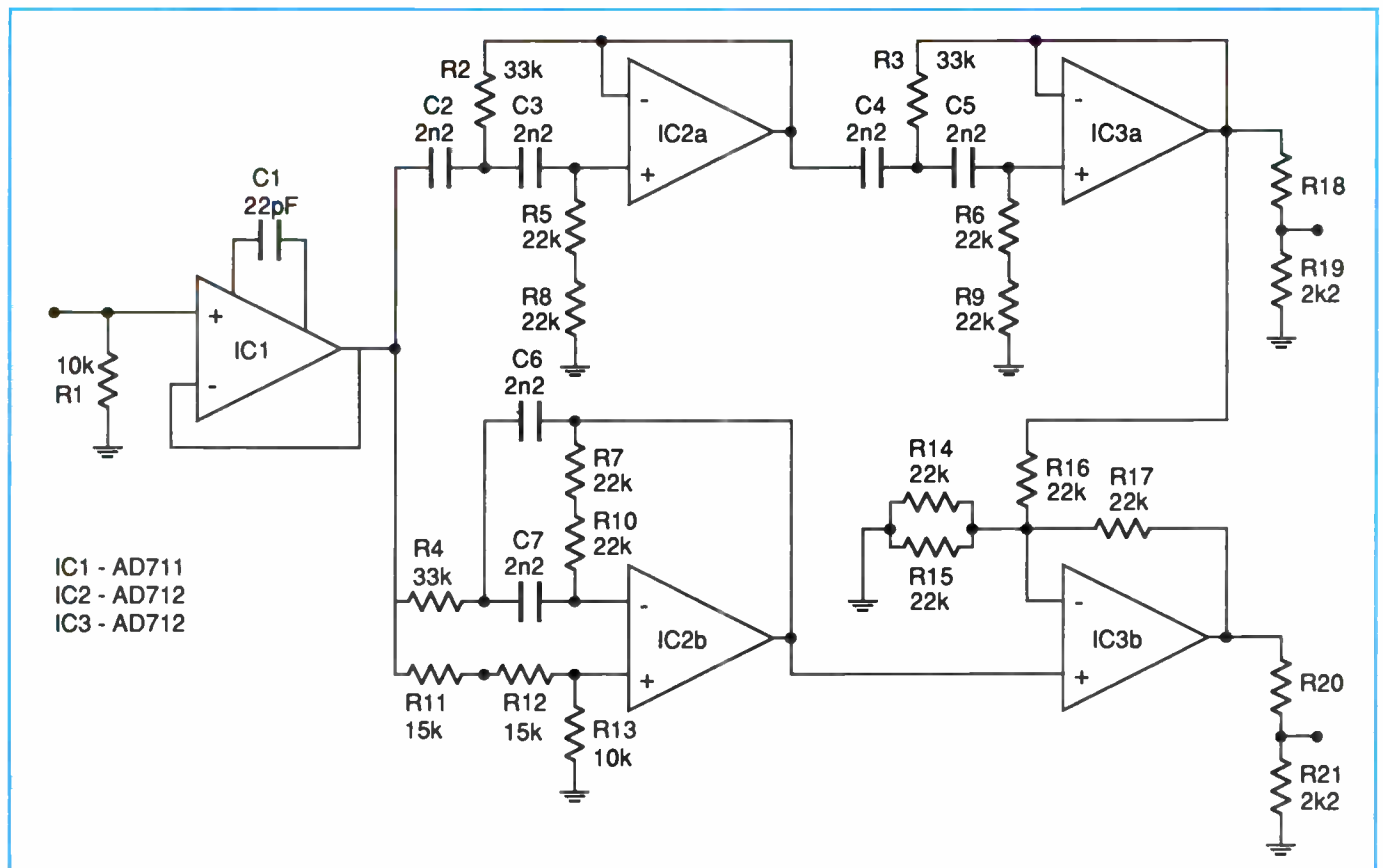 R2 33k
C2 2n2
C3 2n2
-
IC2a
+
R3 33k
C4 2n2
C5 2n2
-
IC3a
+
C1 22pF
R5 22k
R8 22k
R6 22k
R9 22k
R18
R19 2k2
+
IC1
-
10k R1
C6 2n2
R7 22k
R10 22k
C7 2n2
R4 33k
-
IC2b
+
R11 15k
R12 15k
R13 10k
R14 22k
R15 22k
R16 22k
R17 22k
-
IC3b
+
R20
R21 2k2
IC1 - AD711
IC2 - AD712
IC3 - AD712